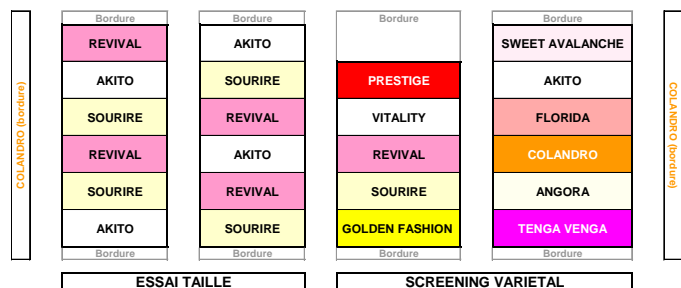 Bordure Bordure Bordure Bordure
REVIVAL AKITO SWEET AVALANCHE
AKITO SOURIRE PRESTIGE AKITO
SOURIRE REVIVAL VITALITY FLORIDA
REVIVAL AKITO REVIVAL COLANDRO
SOURIRE REVIVAL SOURIRE ANGORA
AKITO SOURIRE GOLDEN FASHION TENGA VENGA
Bordure Bordure Bordure Bordure
COLANDRO (bordure)
COLANDRO (bordure)
ESSAI TAILLE SCREENING VARIETAL